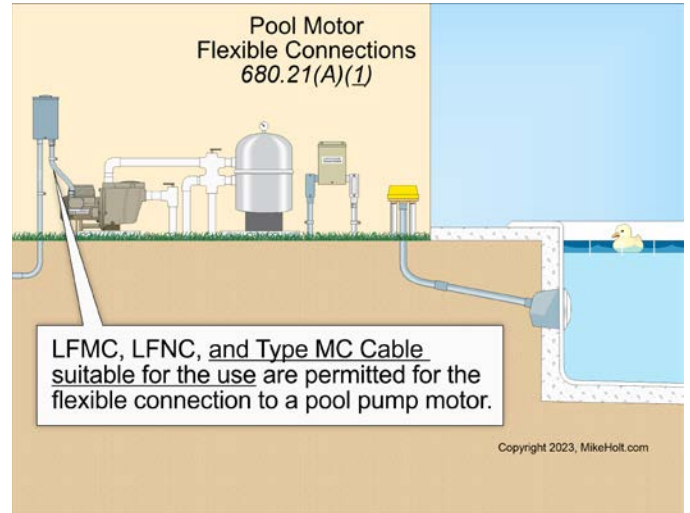 Pool Motor
Flexible Connections
680.21(A)(1)
LFMC, LFNC, and Type MC Cable
suitable for the use are permitted for the
flexible connection to a pool pump motor.
Copyright 2023, MikeHolt.com